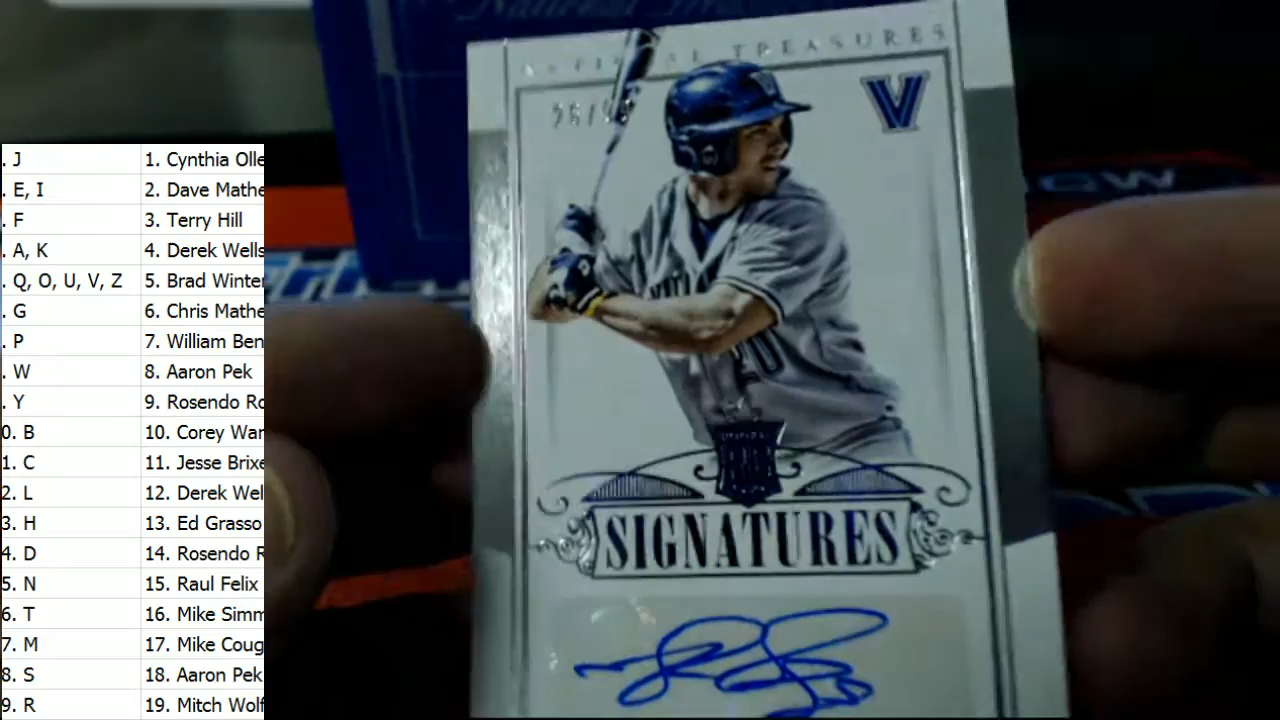 . J 1. Cynthia Olle
. E, I 2. Dave Mathe
. F 3. Terry Hill
. A, K 4. Derek Wells
. Q, O, U, V, Z 5. Brad Winter
. G 6. Chris Mathe
. P 7. William Ben
. W 8. Aaron Pek
. Y 9. Rosendo Ro
0. B 10. Corey War
1. C 11. Jesse Brixe
2. L 12. Derek Wel
3. H 13. Ed Grasso
4. D 14. Rosendo R
5. N 15. Raul Felix
6. T 16. Mike Simm
7. M 17. Mike Coug
8. S 18. Aaron Pek
9. R 19. Mitch Wolf
National
NATIONAL TREASURES
V
20
SIGNATURES